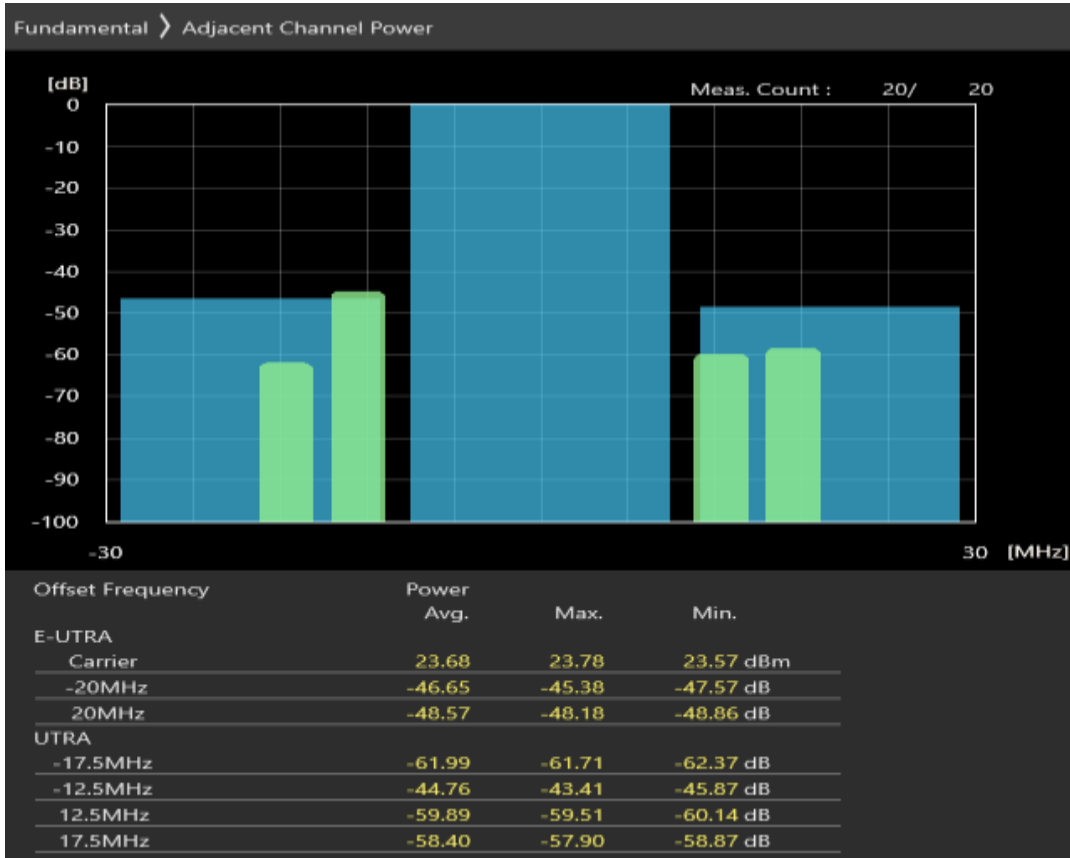 Fundamental 〉 Adjacent Channel Power
[dB]
Meas. Count : 20/ 20
0
-10
-20
-30
-40
-50
-60
-70
-80
-90
-100
-30 30 [MHz]
Offset Frequency Power
Avg. Max. Min.
E-UTRA
Carrier 23.68 23.78 23.57 dBm
-20MHz -46.65 -45.38 -47.57 dB
20MHz -48.57 -48.18 -48.86 dB
UTRA
-17.5MHz -61.99 -61.71 -62.37 dB
-12.5MHz -44.76 -43.41 -45.87 dB
12.5MHz -59.89 -59.51 -60.14 dB
17.5MHz -58.40 -57.90 -58.87 dB